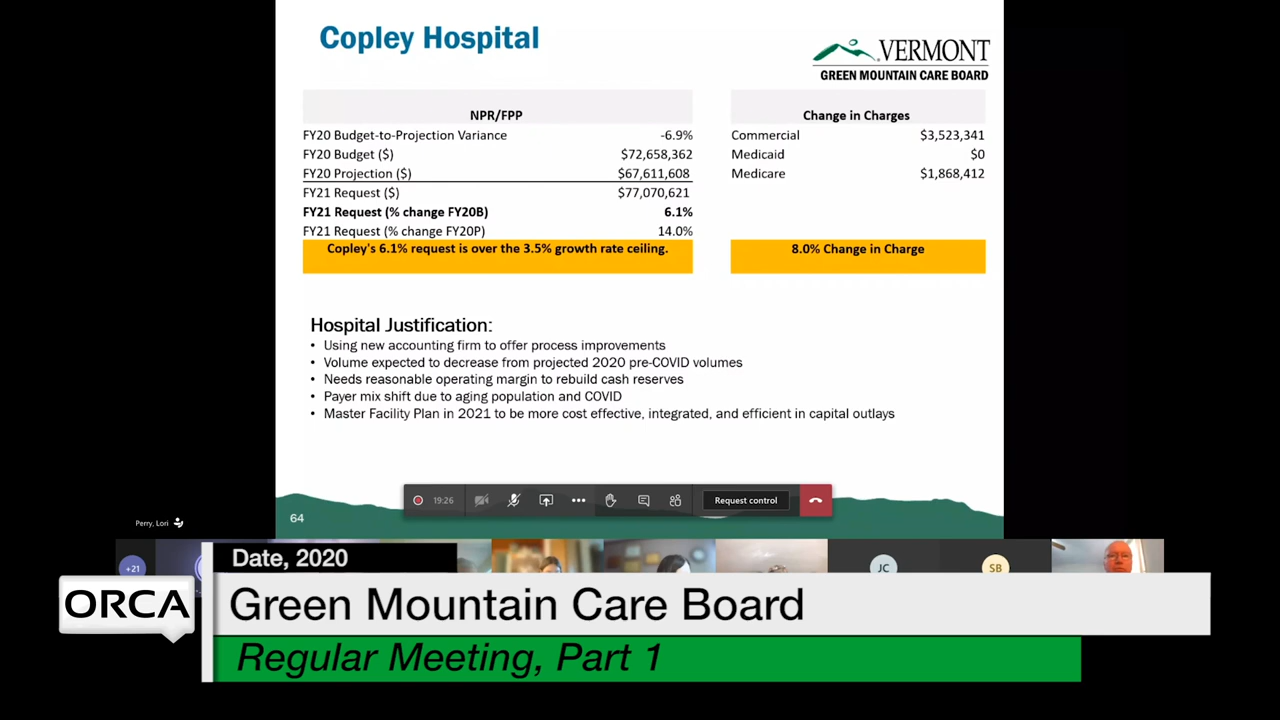 Copley Hospital
VERMONT
GREEN MOUNTAIN CARE BOARD
NPR/FPP
FY20 Budget-to-Projection Variance -6.9%
FY20 Budget ($) $72,658,362
FY20 Projection ($) $67,611,608
FY21 Request ($) $77,070,621
FY21 Request (% change FY20B) 6.1%
FY21 Request (% change FY20P) 14.0%
Copley's 6.1% request is over the 3.5% growth rate ceiling.
Change in Charges
Commercial $3,523,341
Medicaid $0
Medicare $1,868,412
8.0% Change in Charge
Hospital Justification:
• Using new accounting firm to offer process improvements
• Volume expected to decrease from projected 2020 pre-COVID volumes
• Needs reasonable operating margin to rebuild cash reserves
• Payer mix shift due to aging population and COVID
• Master Facility Plan in 2021 to be more cost effective, integrated, and efficient in capital outlays
19:26
Request control
64
Perry, Lori
+21
JC
SB
Date, 2020
ORCA
Green Mountain Care Board
Regular Meeting, Part 1